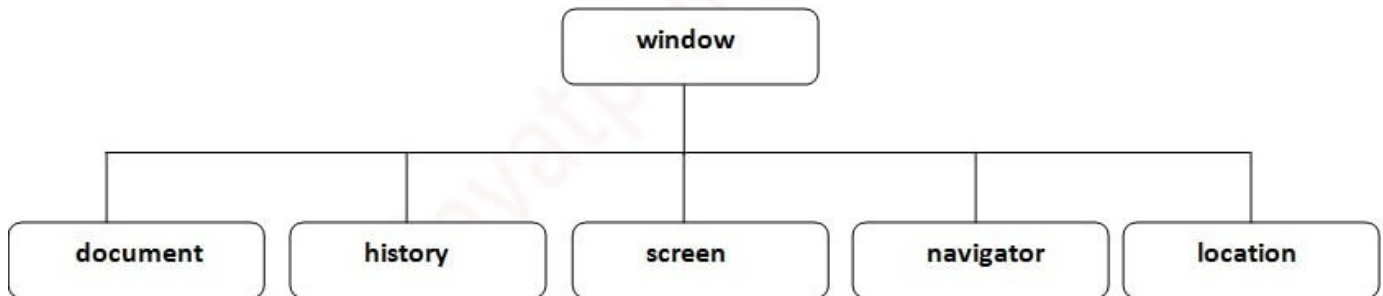 window
document
history
screen
navigator
location